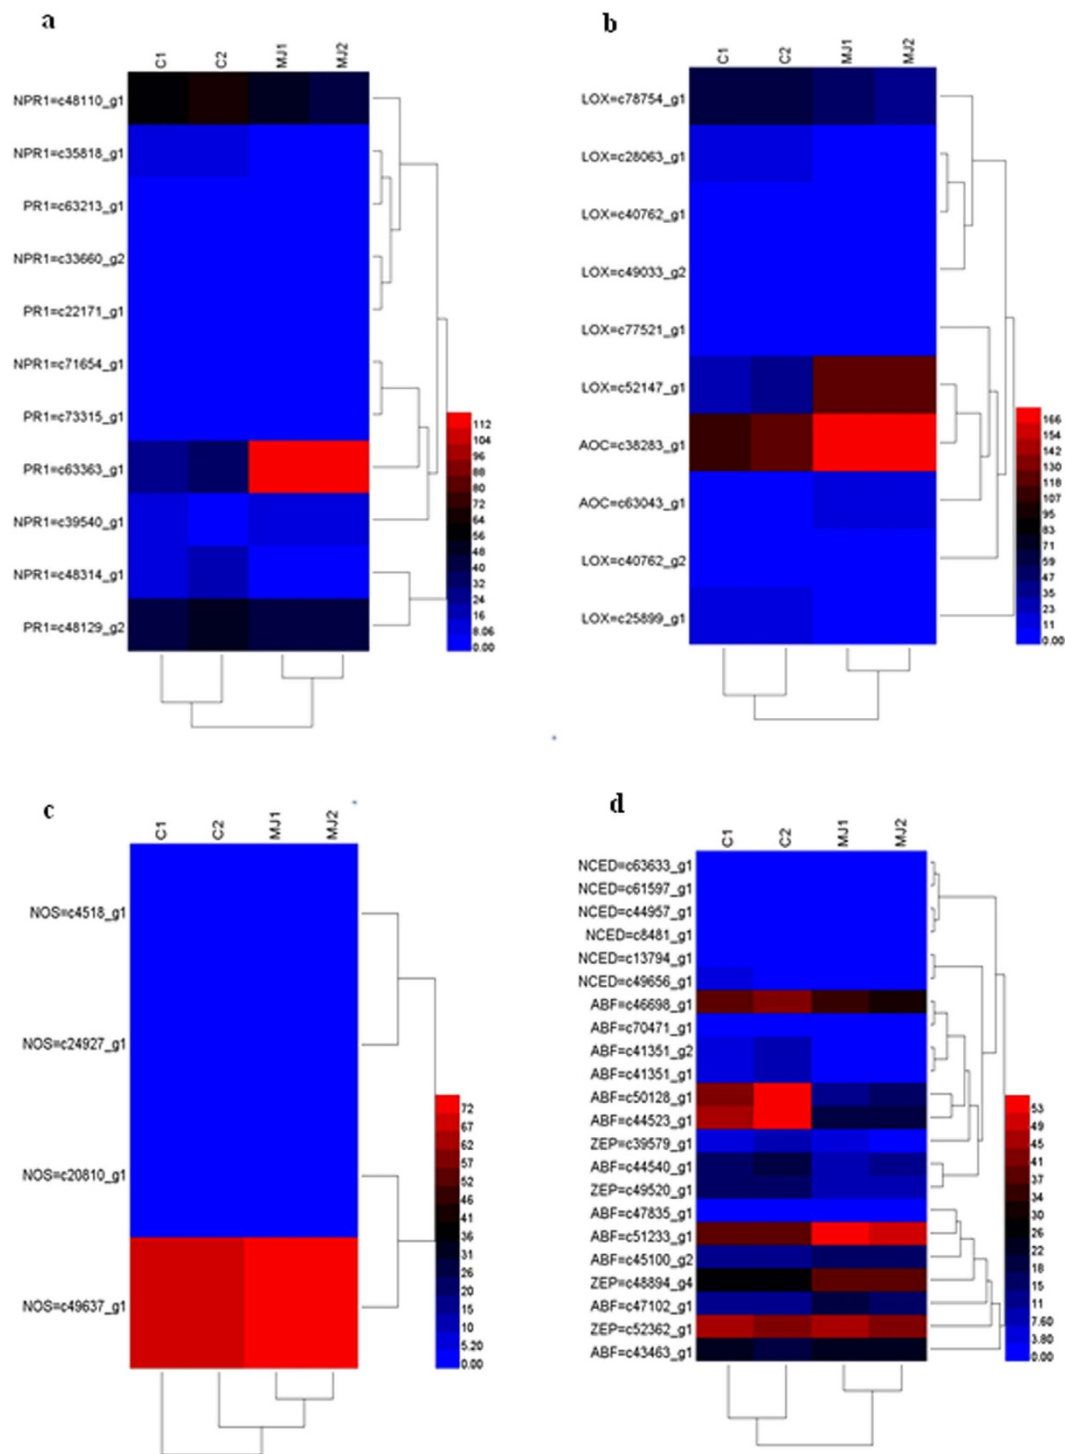 a
C1 C2 MJ1 MJ2
NPR1=c48110_g1
NPR1=c35818_g1
PR1=c63213_g1
NPR1=c33660_g2
PR1=c22171_g1
NPR1=c71654_g1
PR1=c73315_g1
PR1=c63363_g1
NPR1=c39540_g1
NPR1=c48314_g1
PR1=c48129_g2
112
104
96
88
80
72
64
56
48
40
32
24
16
8.06
0.00
b
C1 C2 MJ1 MJ2
LOX=c78754_g1
LOX=c28063_g1
LOX=c40762_g1
LOX=c49033_g2
LOX=c77521_g1
LOX=c52147_g1
AOC=c38283_g1
AOC=c63043_g1
LOX=c40762_g2
LOX=c25899_g1
166
154
142
130
118
107
95
83
71
59
47
35
23
11
0.00
c
C1 C2 MJ1 MJ2
NOS=c4518_g1
NOS=c24927_g1
NOS=c20810_g1
NOS=c49637_g1
72
67
62
57
52
46
41
36
31
26
20
15
10
5.20
0.00
d
C1 C2 MJ1 MJ2
NCED=c63633_g1
NCED=c61597_g1
NCED=c44957_g1
NCED=c8481_g1
NCED=c13794_g1
NCED=c49656_g1
ABF=c46698_g1
ABF=c70471_g1
ABF=c41351_g2
ABF=c41351_g1
ABF=c50128_g1
ABF=c44523_g1
ZEP=c39579_g1
ABF=c44540_g1
ZEP=c49520_g1
ABF=c47835_g1
ABF=c51233_g1
ABF=c45100_g2
ZEP=c48894_g4
ABF=c47102_g1
ZEP=c52362_g1
ABF=c43463_g1
53
49
45
41
37
34
30
26
22
18
15
11
7.60
3.80
0.00